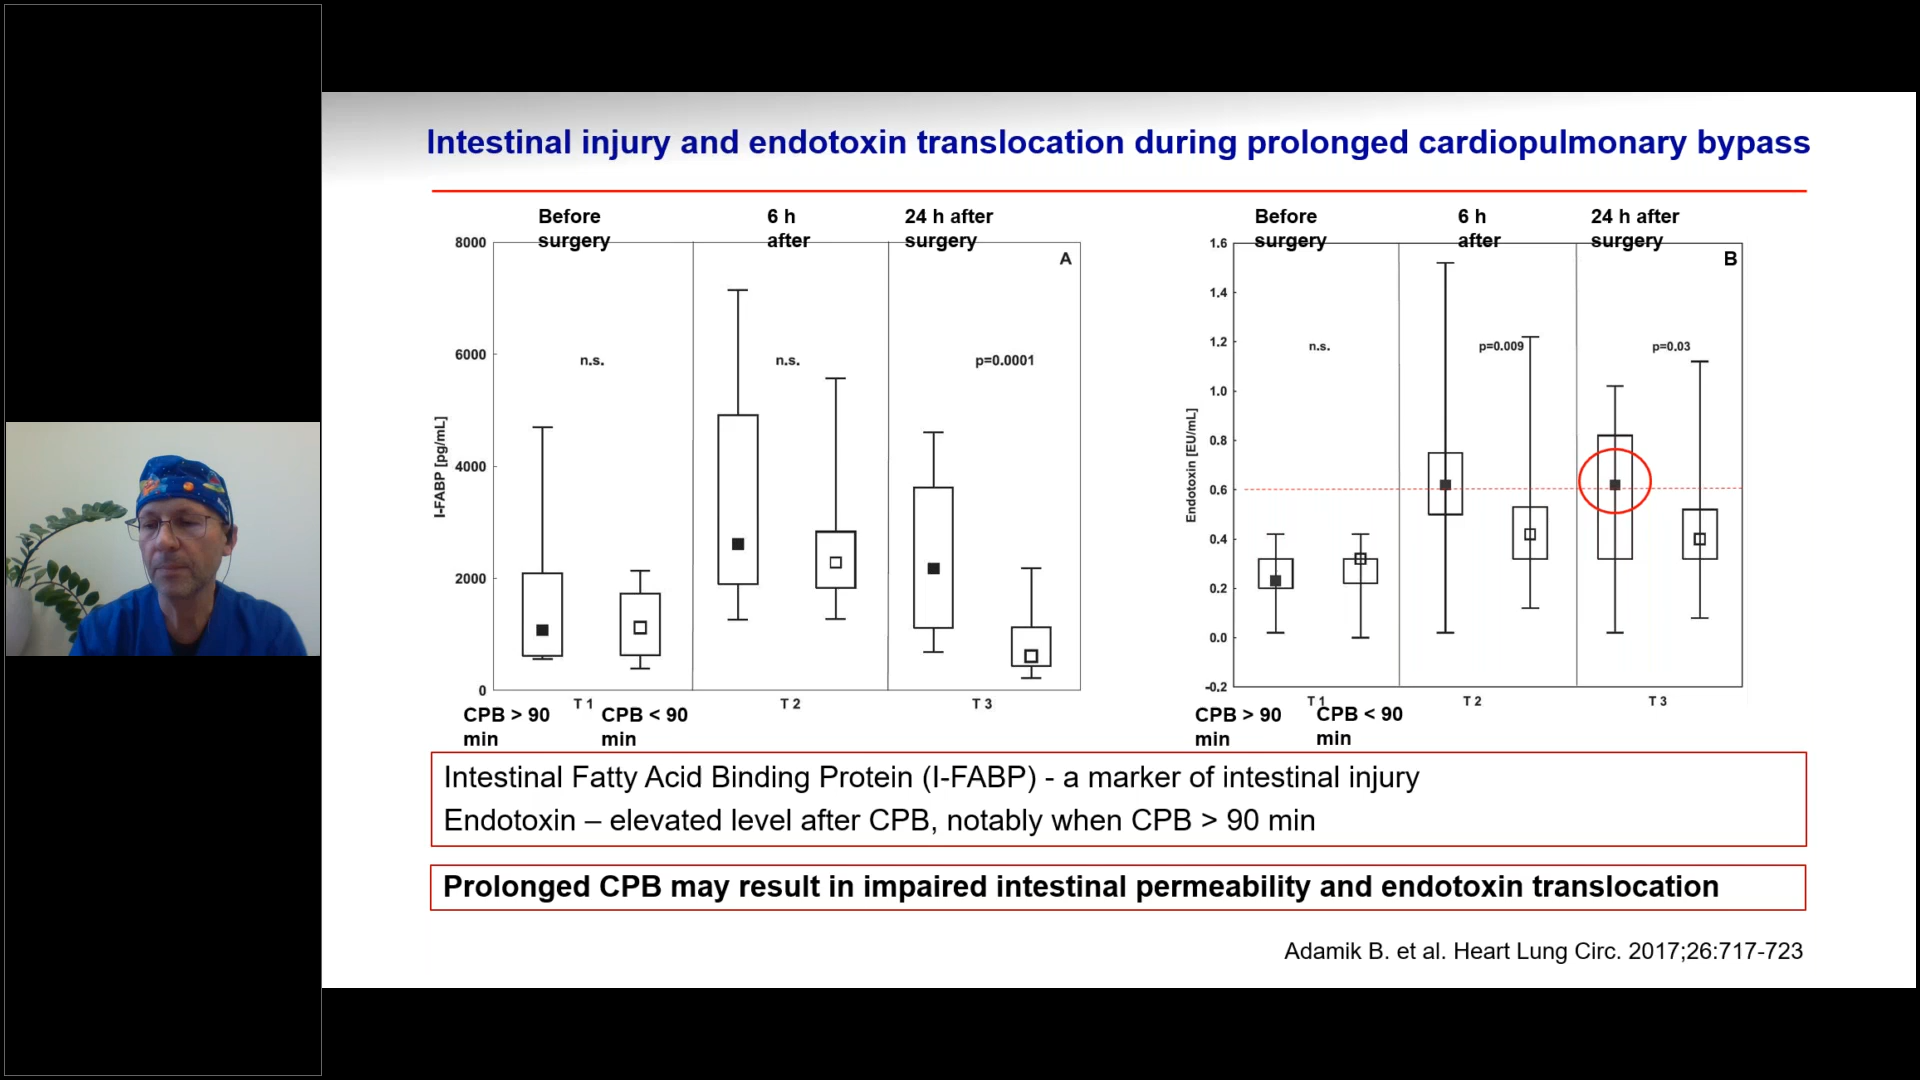 Intestinal injury and endotoxin translocation during prolonged cardiopulmonary bypass
Before
surgery
6 h
after
24 h after
surgery
8000
6000
4000
2000
0
I-FABP [pg/mL]
A
n.s.
n.s.
p=0.0001
T 1
T 2
T 3
CPB > 90
min
CPB < 90
min
Before
surgery
6 h
after
24 h after
surgery
1.6
1.4
1.2
1.0
0.8
0.6
0.4
0.2
0.0
-0.2
Endotoxin [EU/mL]
B
n.s.
p=0.009
p=0.03
T 1
T 2
T 3
CPB > 90
min
CPB < 90
min
Intestinal Fatty Acid Binding Protein (I-FABP) - a marker of intestinal injury
Endotoxin – elevated level after CPB, notably when CPB > 90 min
Prolonged CPB may result in impaired intestinal permeability and endotoxin translocation
Adamik B. et al. Heart Lung Circ. 2017;26:717-723